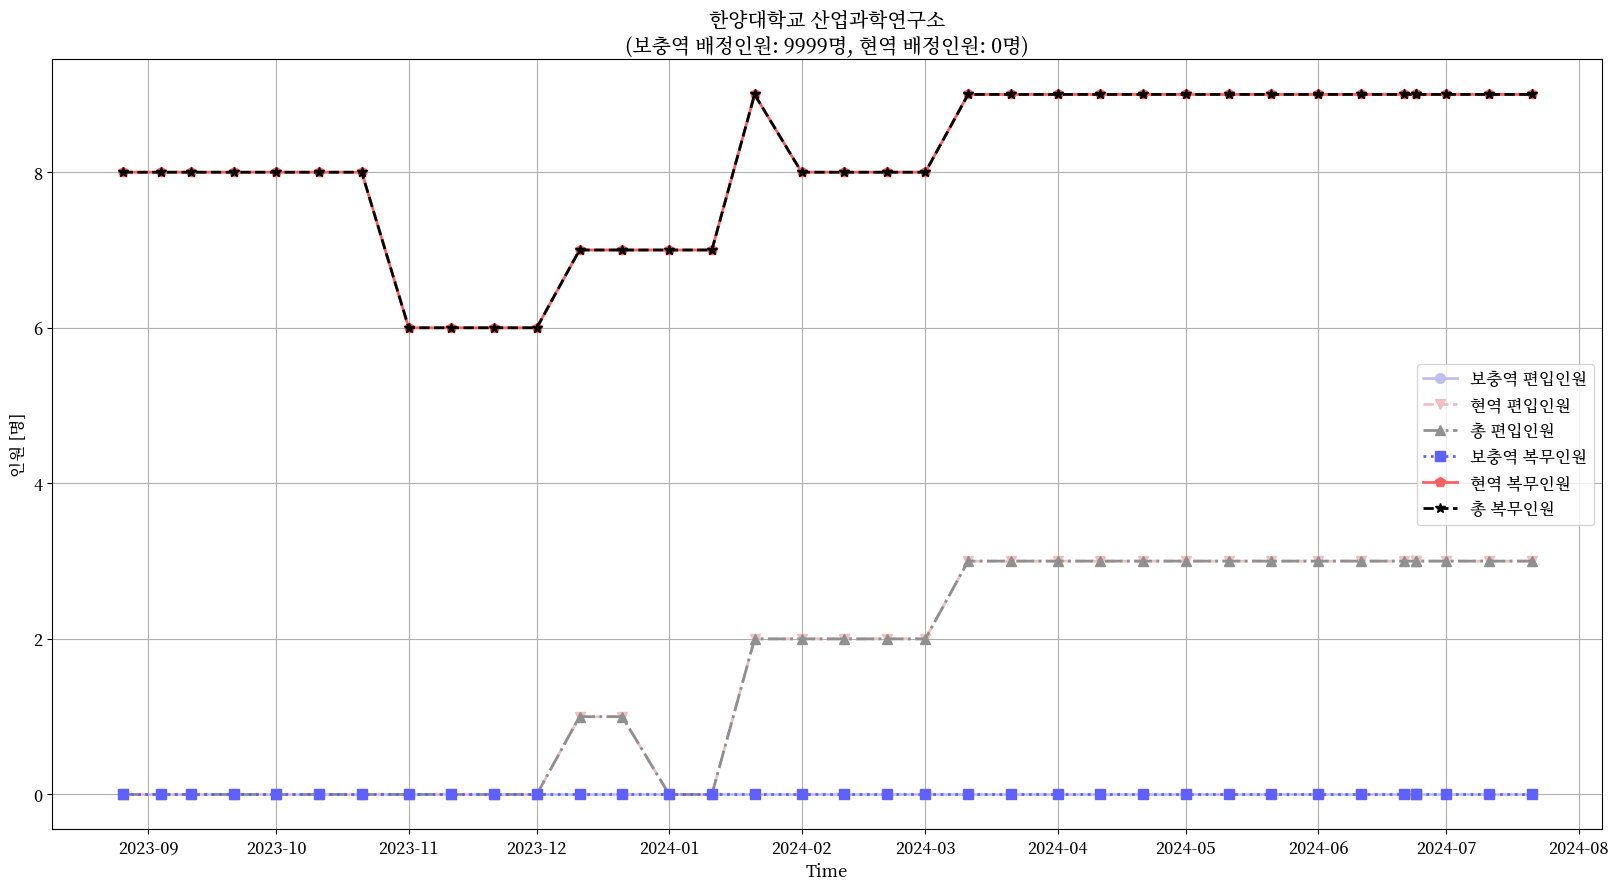 한양대학교 산업과학연구소
(보충역 배정인원: 9999명, 현역 배정인원: 0명)
인원 [명]
8
6
4
2
0
보충역 편입인원
현역 편입인원
총 편입인원
보충역 복무인원
현역 복무인원
총 복무인원
2023-09 2023-10 2023-11 2023-12 2024-01 2024-02 2024-03 2024-04 2024-05 2024-06 2024-07 2024-08
Time